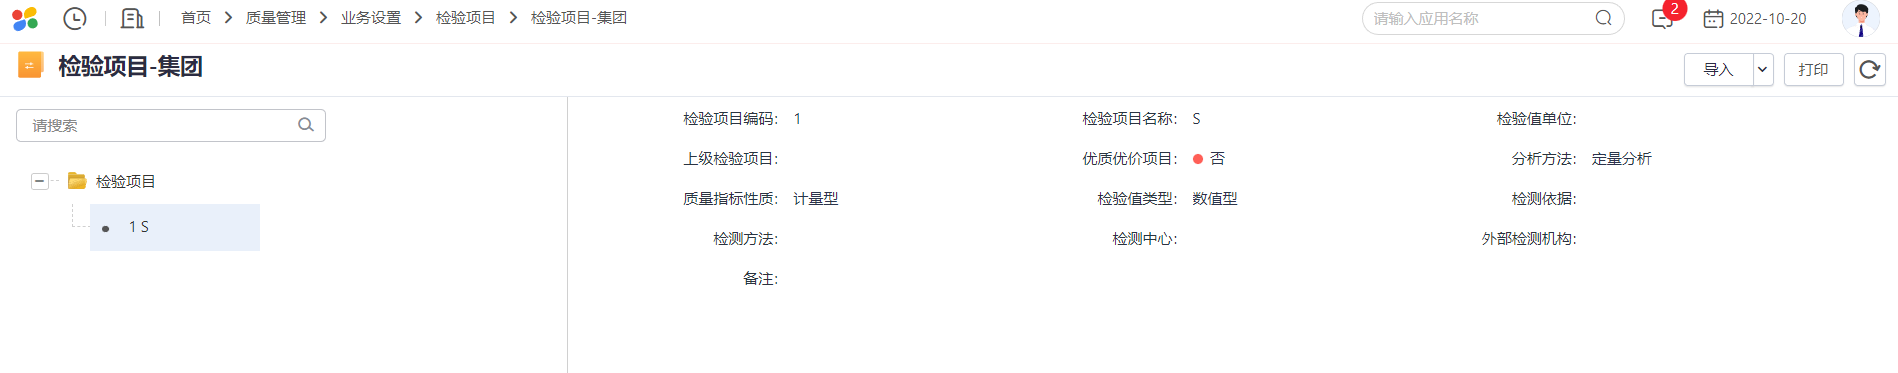 首页 > 质量管理 > 业务设置 > 检验项目 > 检验项目-集团
请输入应用名称
2
2022-10-20
检验项目-集团
导入
打印
请搜索
检验项目
1 S
检验项目编码: 1 检验项目名称: S 检验值单位:
上级检验项目: 优质优价项目: 否 分析方法: 定量分析
质量指标性质: 计量型 检验值类型: 数值型 检测依据:
检测方法: 检测中心: 外部检测机构:
备注: